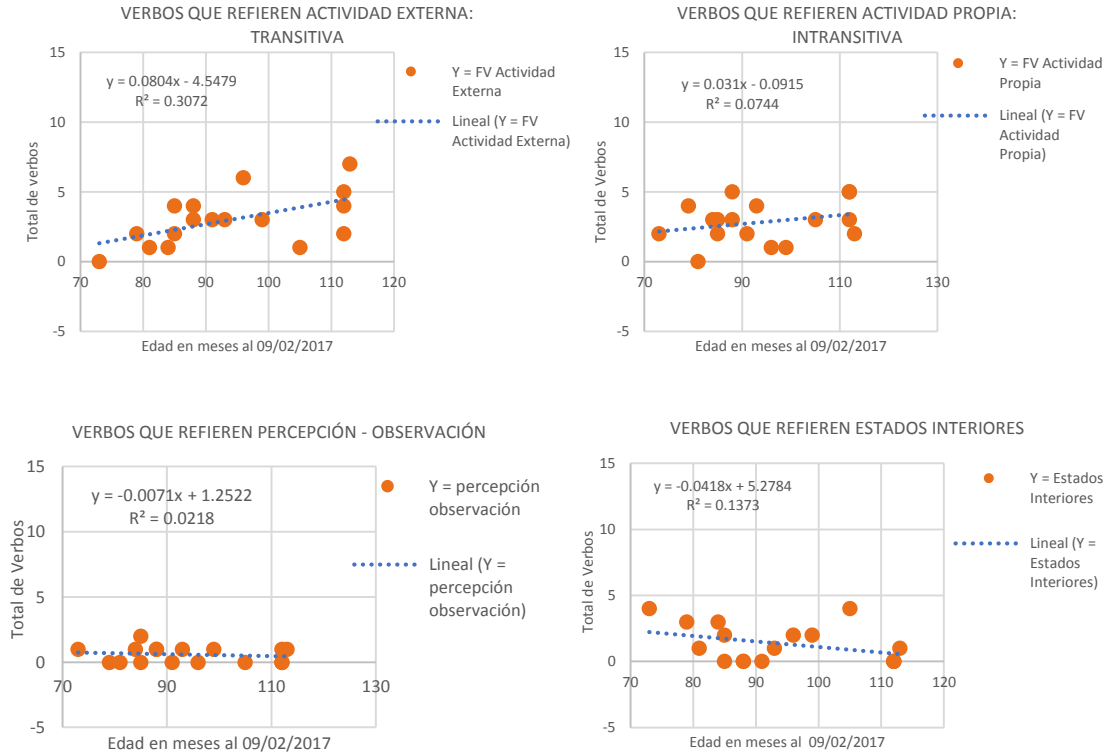 VERBOS QUE REFIEREN ACTIVIDAD EXTERNA:
TRANSITIVA
15
10
5
0
-5
70
80
90
100
110
120
y = 0.0804x - 4.5479
R² = 0.3072
Total de verbos
Edad en meses al 09/02/2017
Y = FV Actividad
Externa
Lineal (Y = FV
Actividad Externa)
VERBOS QUE REFIEREN ACTIVIDAD PROPIA:
INTRANSITIVA
15
10
5
0
-5
70
90
110
130
y = 0.031x - 0.0915
R² = 0.0744
Total de Verbos
Edad en meses al 09/02/2017
Y = FV Actividad
Propia
Lineal (Y = FV
Actividad
Propia)
VERBOS QUE REFIEREN PERCEPCIÓN - OBSERVACIÓN
15
10
5
0
-5
70
90
110
130
y = -0.0071x + 1.2522
R² = 0.0218
Total de Verbos
Edad en meses al 09/02/2017
Y = percepción
observación
Lineal (Y =
percepción
observación)
VERBOS QUE REFIEREN ESTADOS INTERIORES
15
10
5
0
-5
70
80
90
100
110
120
y = -0.0418x + 5.2784
R² = 0.1373
Total de Verbos
Edad en meses al 09/02/2017
Y = Estados
Interiores
Lineal (Y =
Estados
Interiores)